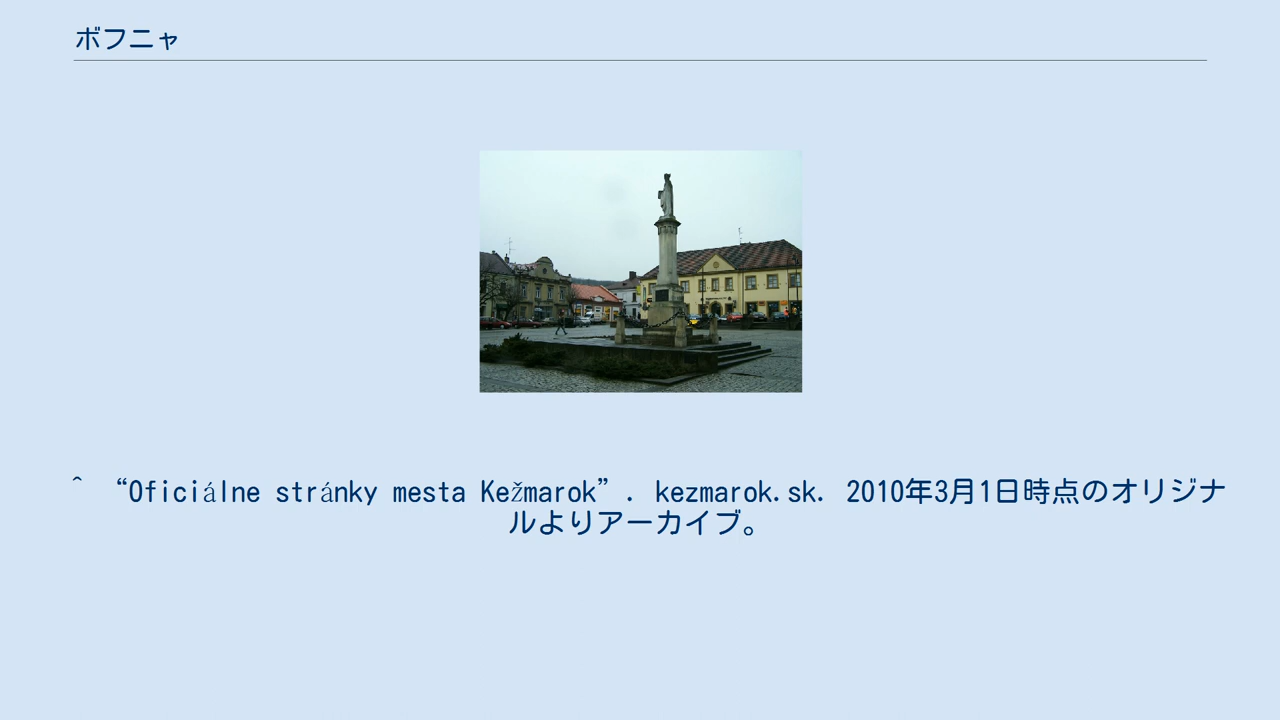 ボフニャ
^ “Oficiálne stránky mesta Kežmarok”. kezmarok.sk. 2010年3月1日時点のオリジナ
ルよりアーカイブ。